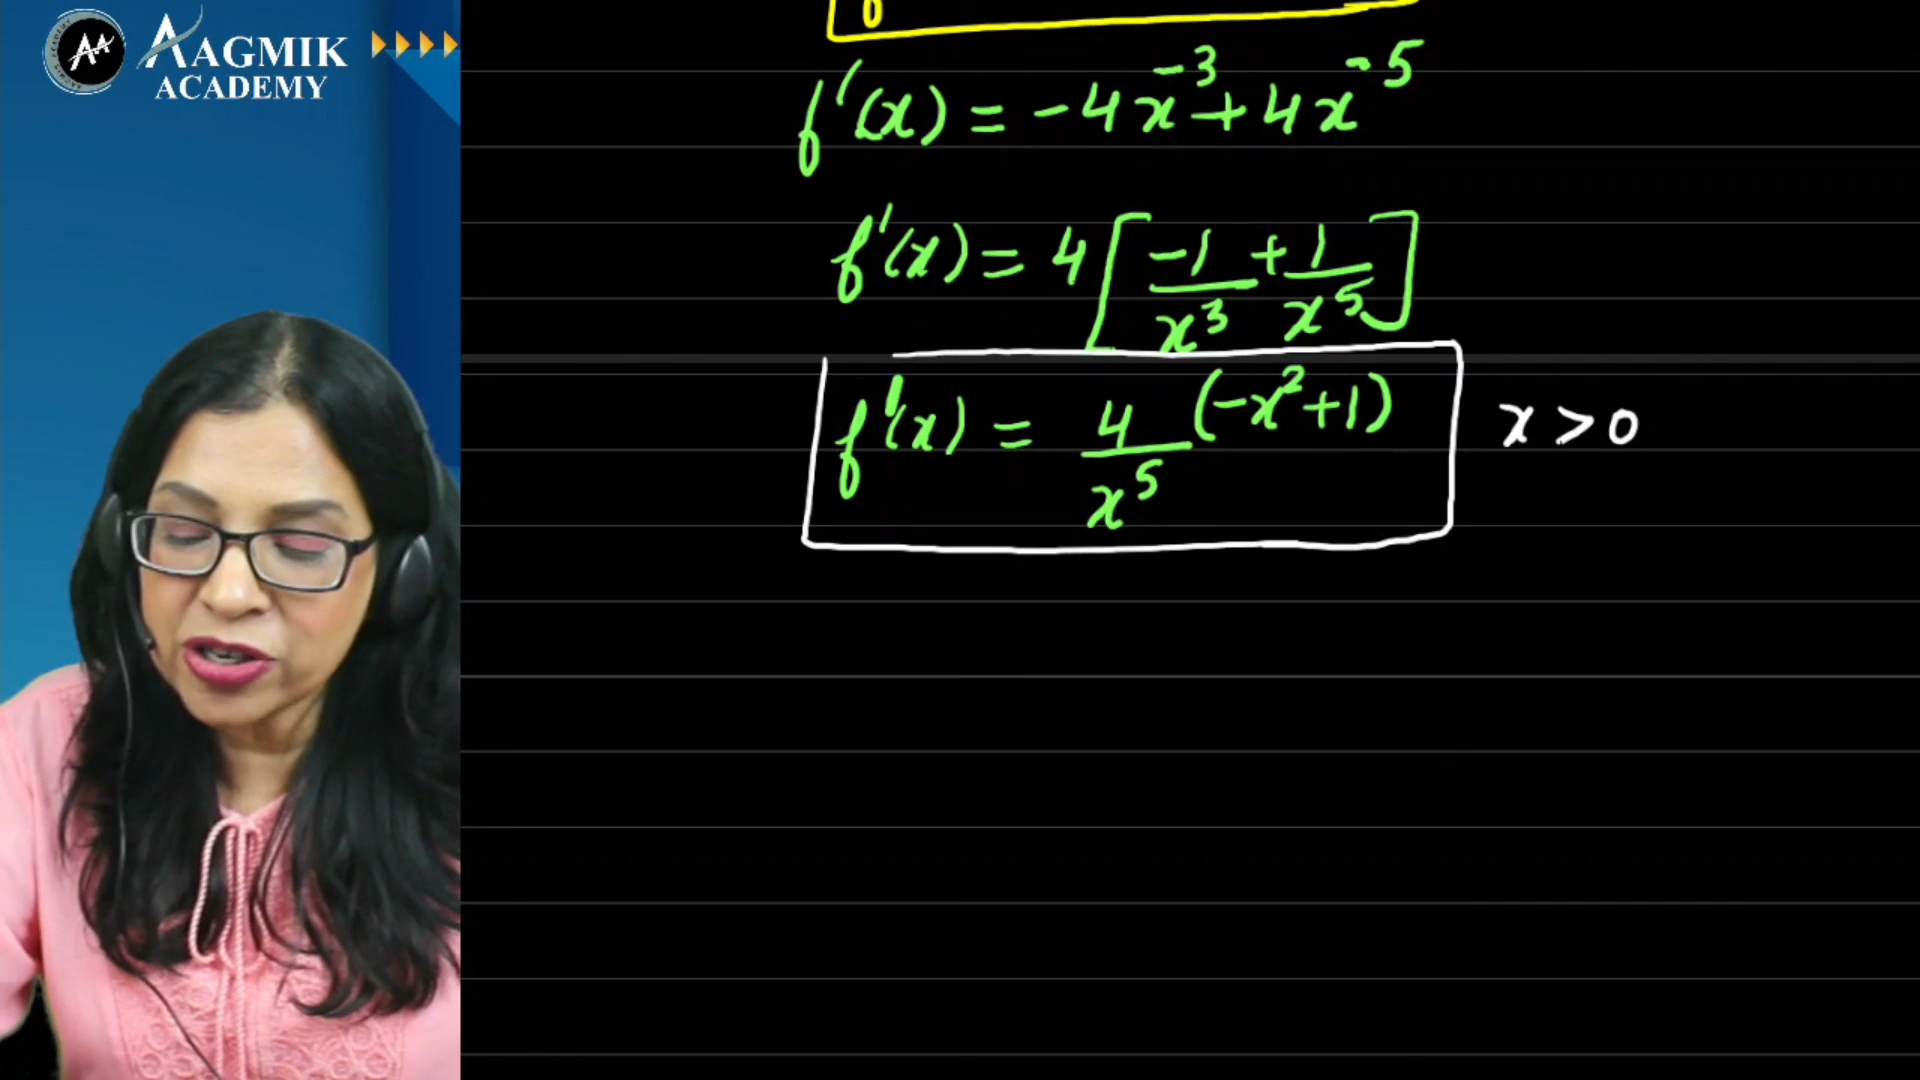 AAGMIK
ACADEMY
f'(x) = -4x⁻³ + 4x⁻⁵
f'(x) = 4[-1/x³ + 1/x⁵]
f'(x) = 4/x⁵ (-x²+1) x > 0